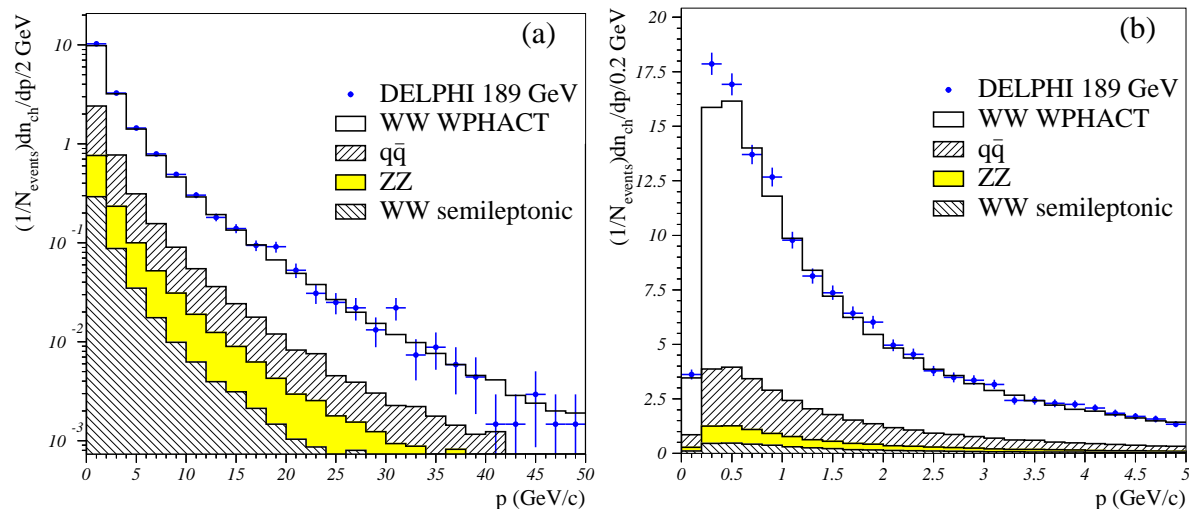 (a)
(1/N_events)dn_ch/dp/2 GeV
10
1
10^-1
10^-2
10^-3
DELPHI 189 GeV
WW WPHACT
qq̄
ZZ
WW semileptonic
0 5 10 15 20 25 30 35 40 45 50
p (GeV/c)
(b)
(1/N_events)dn_ch/dp/0.2 GeV
20
17.5
15
12.5
10
7.5
5
2.5
0
DELPHI 189 GeV
WW WPHACT
qq̄
ZZ
WW semileptonic
0 0.5 1 1.5 2 2.5 3 3.5 4 4.5 5
p (GeV/c)